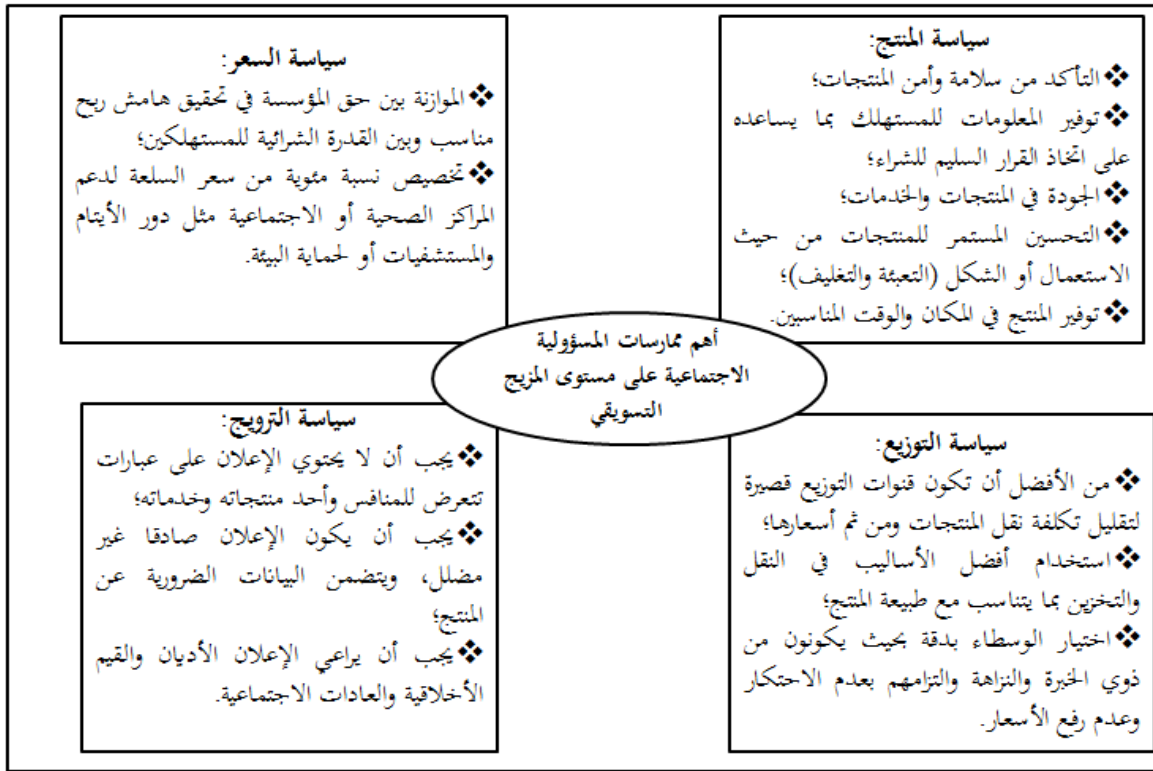 سياسة المنتج:
❖التأكد من سلامة وأمن المنتجات؛
❖توفير المعلومات للمستهلك بما يساعده
على اتخاذ القرار السليم للشراء؛
❖الجودة في المنتجات والخدمات؛
❖التحسين المستمر للمنتجات من حيث
الاستعمال أو الشكل (التعبئة والتغليف)؛
❖توفير المنتج في المكان والوقت المناسبين.
سياسة السعر:
❖الموازنة بين حق المؤسسة في تحقيق هامش ربح
مناسب وبين القدرة الشرائية للمستهلكين؛
❖تخصيص نسبة مئوية من سعر السلعة لدعم
المراكز الصحية أو الاجتماعية مثل دور الأيتام
والمستشفيات أو لحماية البيئة.
أهم ممارسات المسؤولية
الاجتماعية على مستوى المزيج
التسويقي
سياسة التوزيع:
❖من الأفضل أن تكون قنوات التوزيع قصيرة
لتقليل تكلفة نقل المنتجات ومن ثم أسعارها؛
❖استخدام أفضل الأساليب في النقل
والتخزين بما يتناسب مع طبيعة المنتج؛
❖اختيار الوسطاء بدقة بحيث يكونون من
ذوي الخبرة والنزاهة والتزامهم بعدم الاحتكار
وعدم رفع الأسعار.
سياسة الترويج:
❖يجب أن لا يحتوي الإعلان على عبارات
تتعرض للمنافس وأحد منتجاته وخدماته؛
❖يجب أن يكون الإعلان صادقا غير
مضلل، ويتضمن البيانات الضرورية عن
المنتج؛
❖يجب أن يراعي الإعلان الأديان والقيم
الأخلاقية والعادات الاجتماعية.